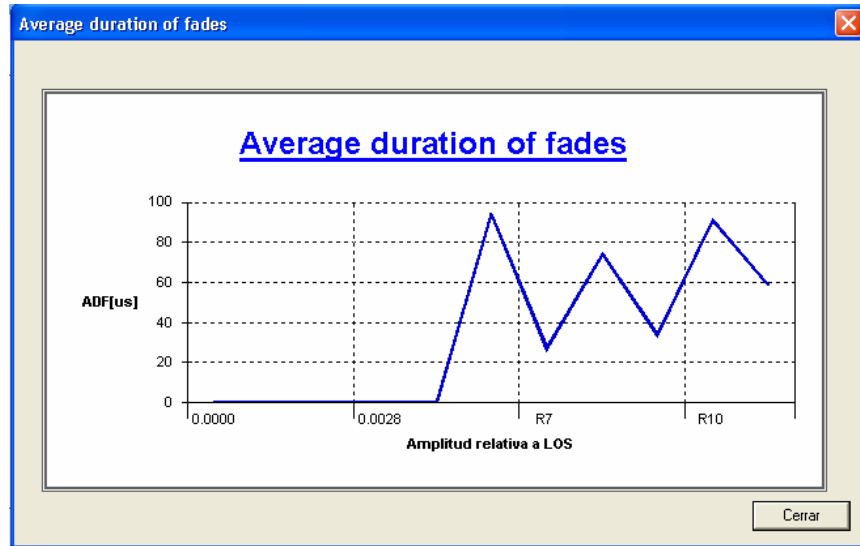 Average duration of fades
Average duration of fades
100
80
60
40
20
0
ADF[us]
0.0000 0.0028 R7 R10
Amplitud relativa a LOS
Cerrar